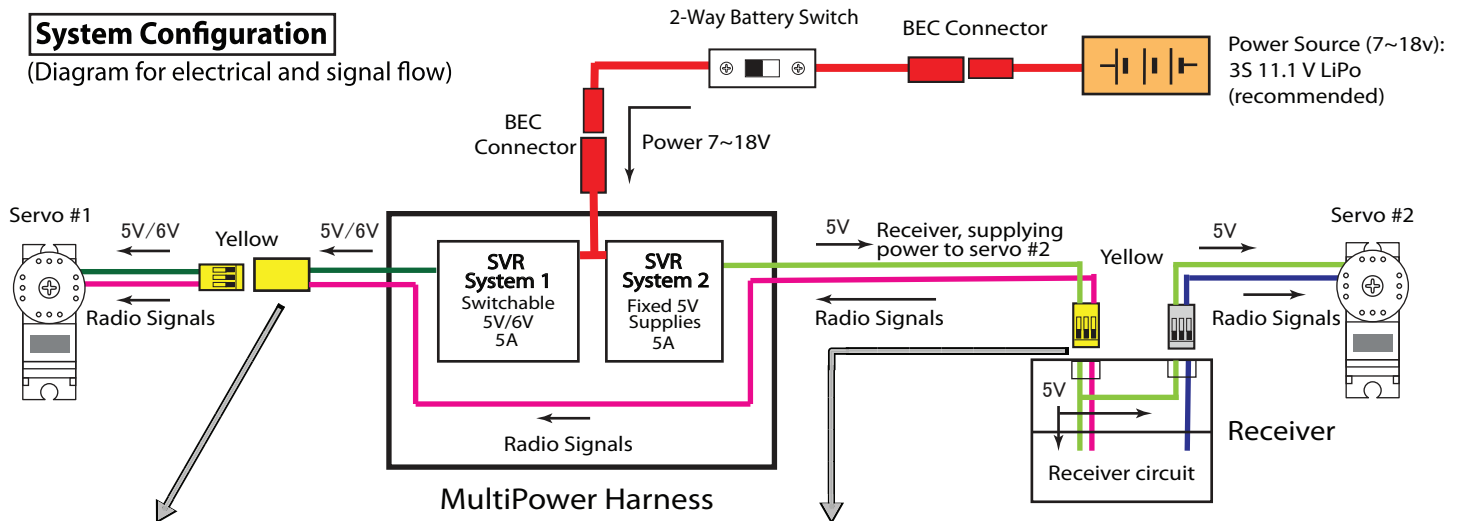 System Configuration
(Diagram for electrical and signal flow)
2-Way Battery Switch
BEC Connector
Power Source (7~18v):
3S 11.1 V LiPo
(recommended)
BEC
Connector
Power 7~18V
Servo #1
5V/6V
Yellow
5V/6V
Radio Signals
SVR
System 1
Switchable
5V/6V
5A
SVR
System 2
Fixed 5V
Supplies
5A
Radio Signals
MultiPower Harness
5V
Receiver, supplying
power to servo #2
Radio Signals
Yellow
5V
Servo #2
Radio Signals
5V
Receiver circuit
Receiver